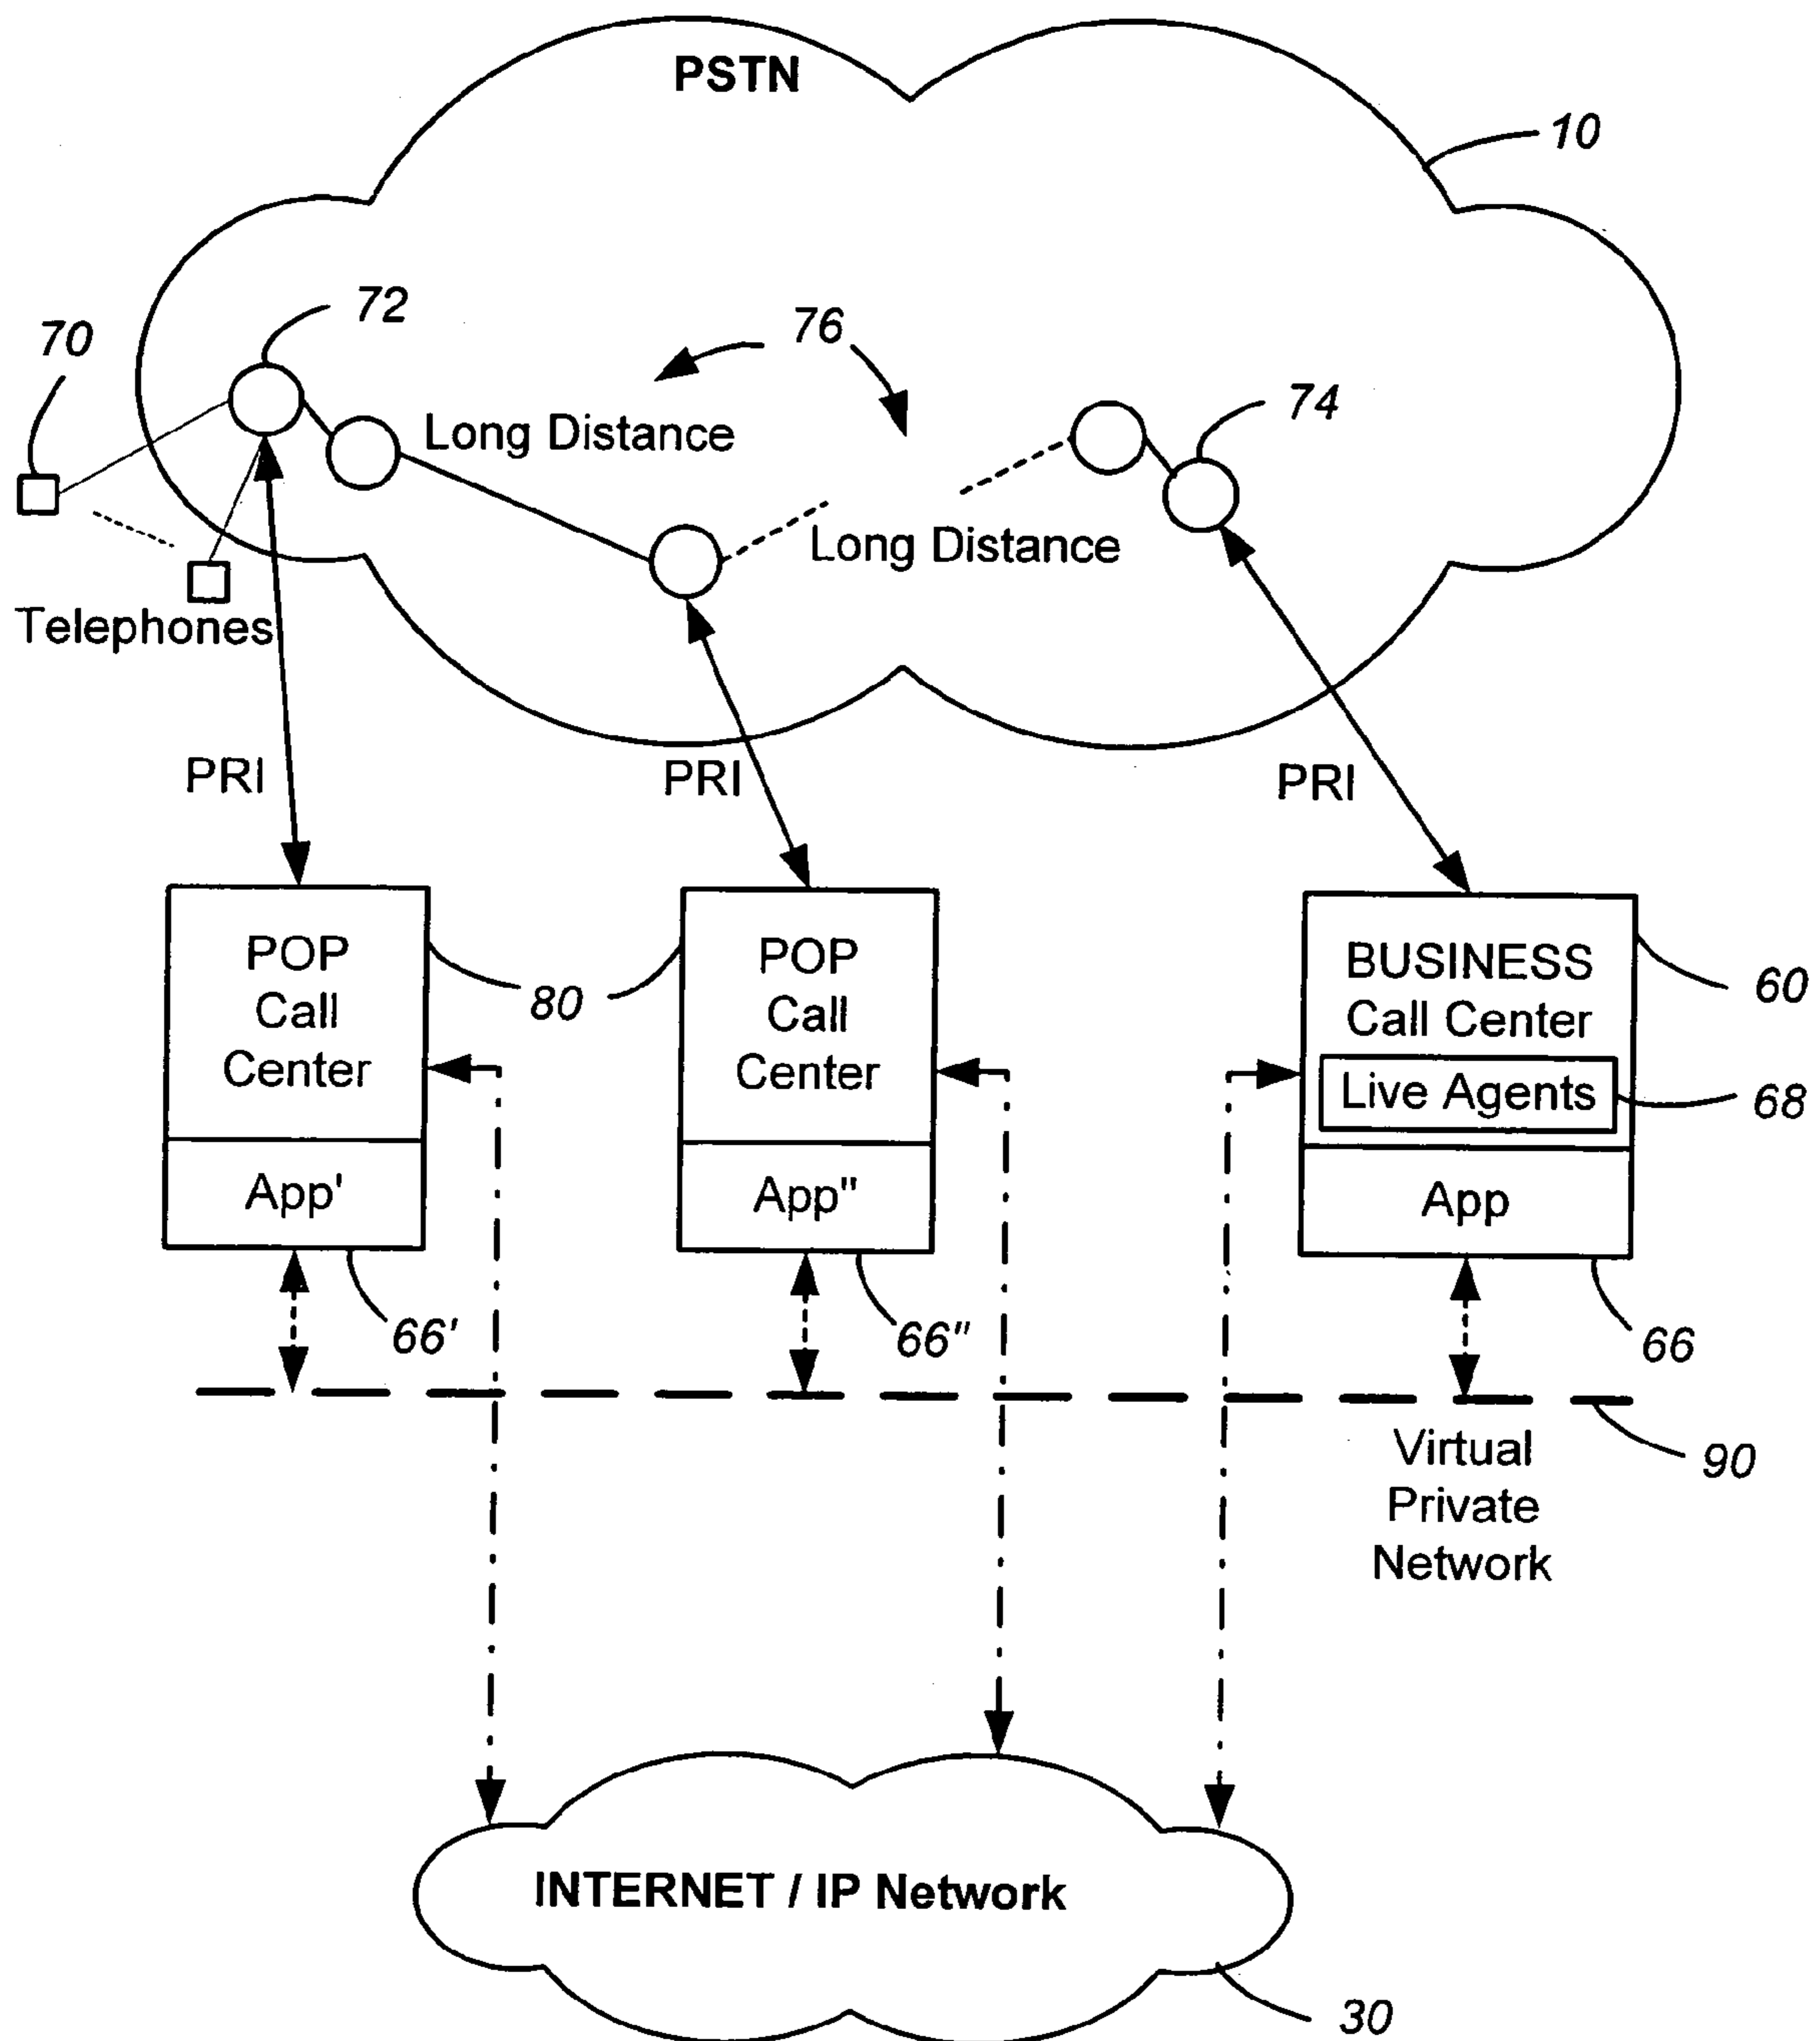 PSTN
10
72
76
70
74
Long Distance
Long Distance
Telephones
PRI
PRI
PRI
POP
Call
Center
80
POP
Call
Center
BUSINESS
Call Center
60
Live Agents
68
App'
App"
App
66'
66"
66
90
Virtual
Private
Network
INTERNET / IP Network
30